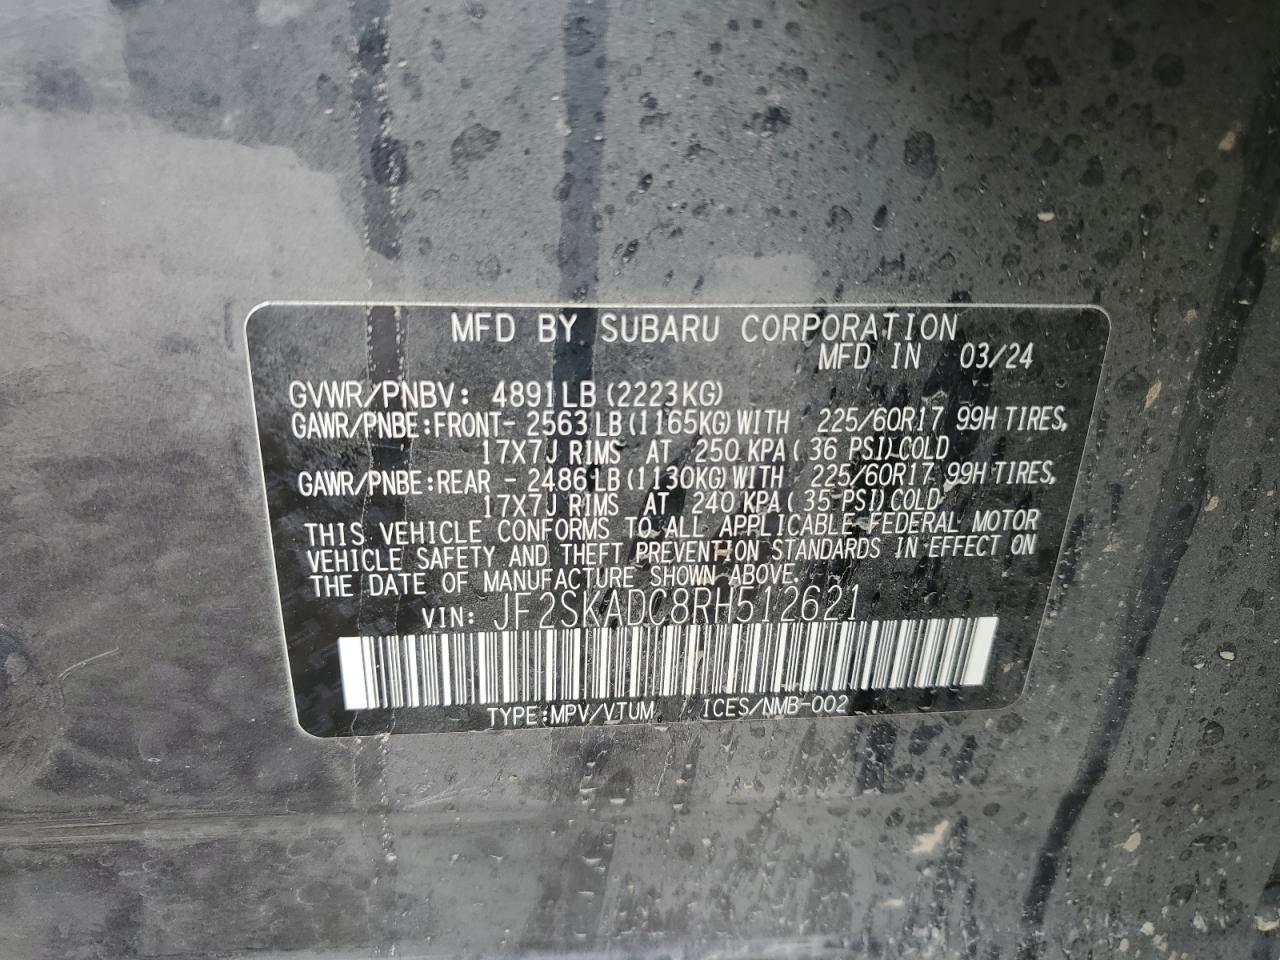 MFD BY SUBARU CORPORATION
MFD IN 03/24
GVWR/PNBV: 4891LB (2223KG)
GAWR/PNBE:FRONT- 2563LB (1165KG) WITH 225/60R17 99H TIRES,
17X7J RIMS AT 250 KPA ( 36 PSI) COLD
GAWR/PNBE:REAR - 2486LB (1130KG) WITH 225/60R17 99H TIRES,
17X7J RIMS AT 240 KPA ( 35 PSI) COLD
THIS VEHICLE CONFORMS TO ALL APPLICABLE FEDERAL MOTOR
VEHICLE SAFETY AND THEFT PREVENTION STANDARDS IN EFFECT ON
THE DATE OF MANUFACTURE SHOWN ABOVE.
VIN: JF2SKADC8RH512621
TYPE:MPV/VTUM ICES/NMB-002